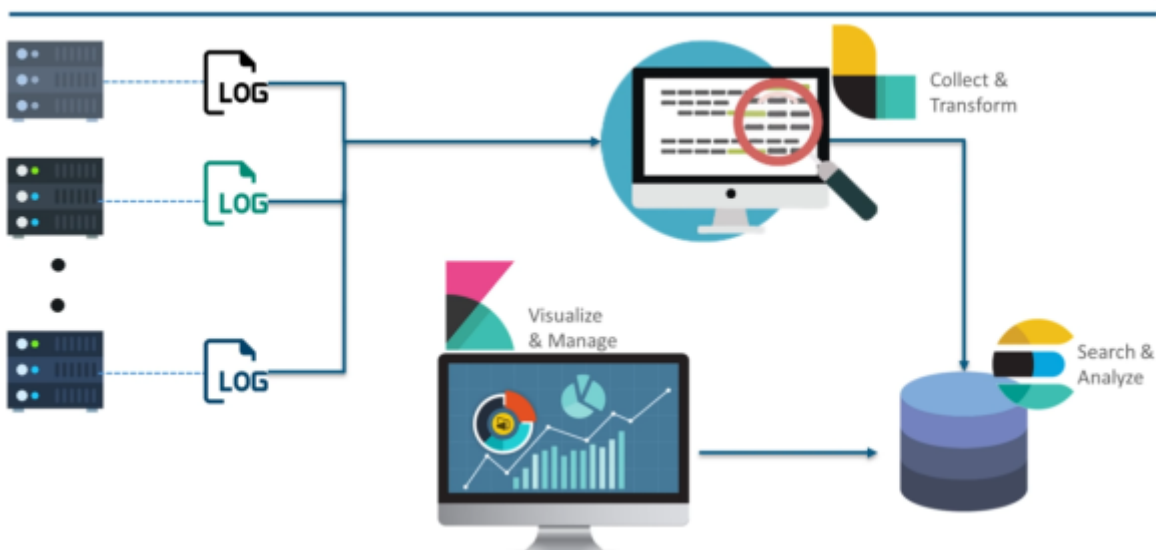 LOG
Collect &
Transform
LOG
Visualize
& Manage
LOG
Search &
Analyze